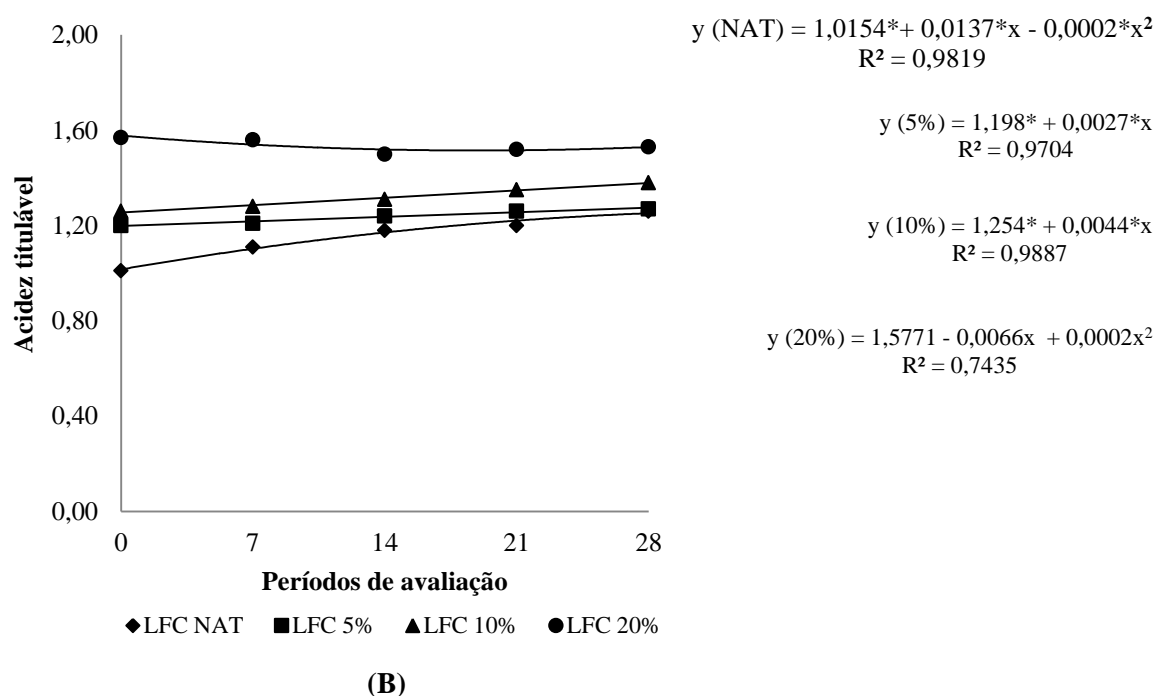 2,00
1,60
1,20
0,80
0,40
0,00
Acidez titulável
0 7 14 21 28
Períodos de avaliação
LFC NAT LFC 5% LFC 10% LFC 20%
(B)
y (NAT) = 1,0154*+ 0,0137*x - 0,0002*x²
R² = 0,9819
y (5%) = 1,198* + 0,0027*x
R² = 0,9704
y (10%) = 1,254* + 0,0044*x
R² = 0,9887
y (20%) = 1,5771 - 0,0066x + 0,0002x²
R² = 0,7435